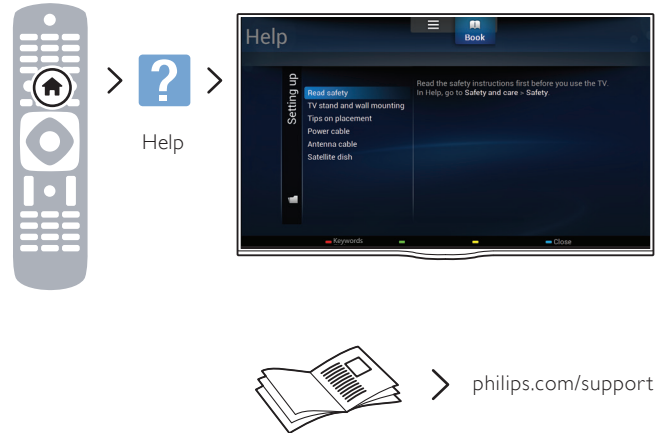 Help
Book
Help
Setting up
Read safety
TV stand and wall mounting
Tips on placement
Power cable
Antenna cable
Satellite dish
Read the safety instructions first before you use the TV.
In Help, go to Safety and care > Safety.
Keywords
Close
philips.com/support